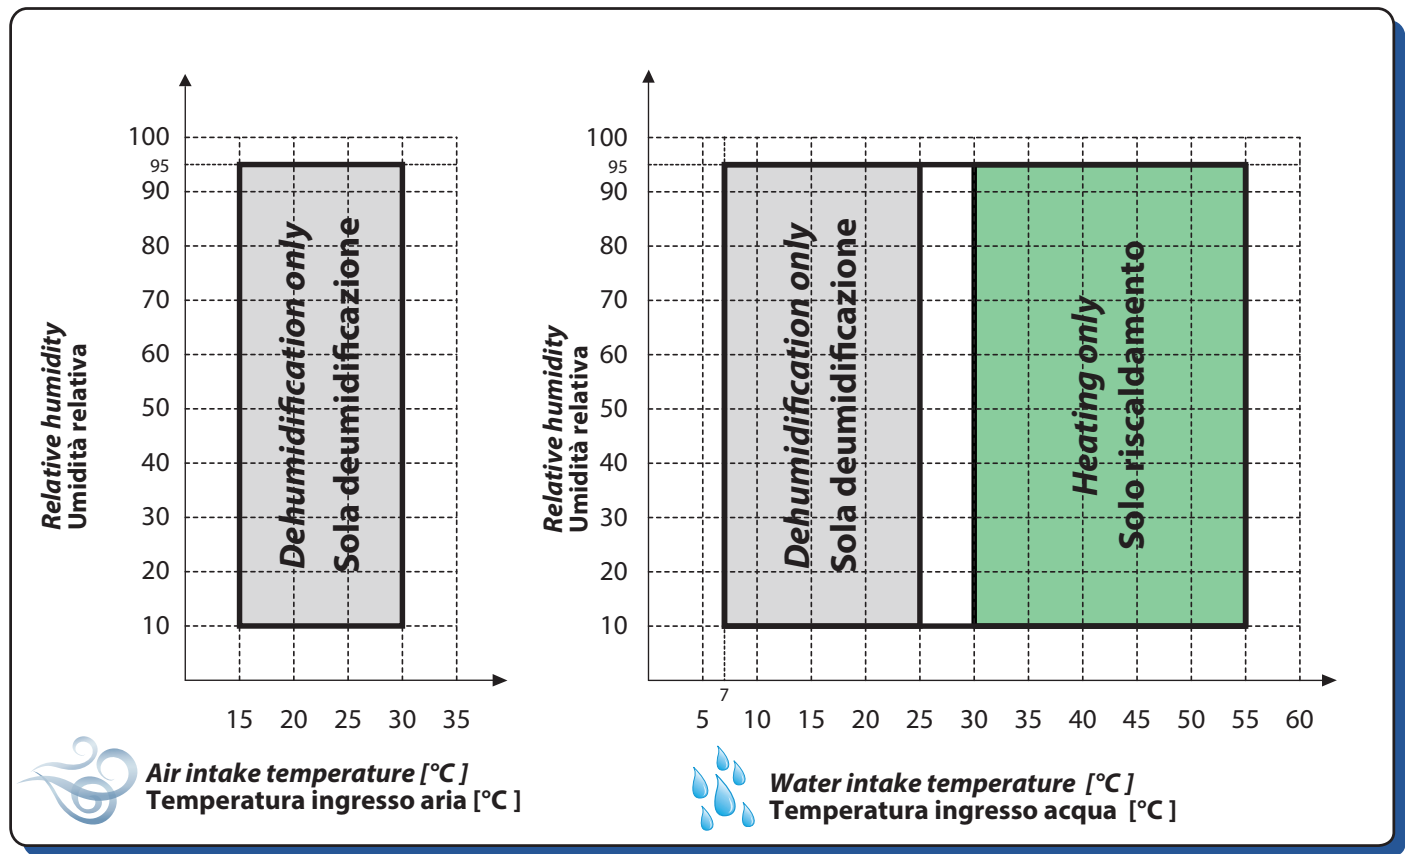 100
95
90
80
70
60
50
40
30
20
10
Relative humidity
Umidità relativa
Dehumidification only
Sola deumidificazione
15 20 25 30 35
Air intake temperature [°C ]
Temperatura ingresso aria [°C ]
100
95
90
80
70
60
50
40
30
20
10
Relative humidity
Umidità relativa
Dehumidification only
Sola deumidificazione
Heating only
Solo riscaldamento
7
5 10 15 20 25 30 35 40 45 50 55 60
Water intake temperature [°C ]
Temperatura ingresso acqua [°C ]